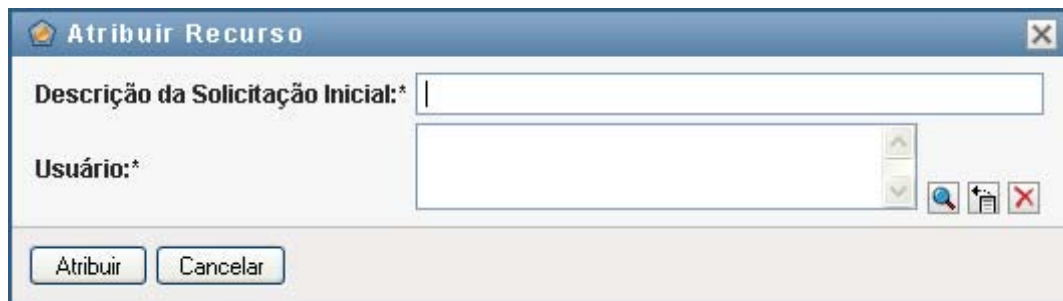 Atribuir Recurso
Descrição da Solicitação Inicial:*
Usuário:*
Atribuir Cancelar